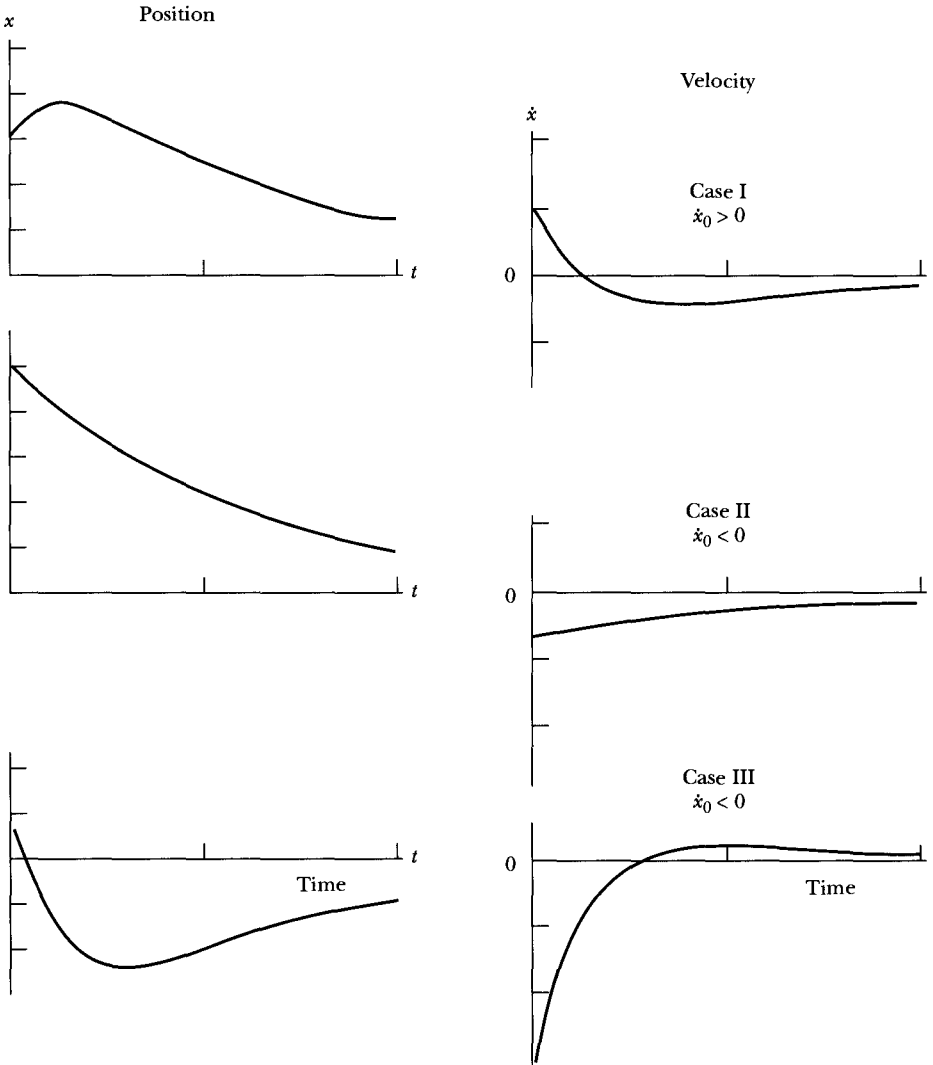 Position
x
t
Velocity
ẋ
Case I
ẋ₀ > 0
0
t
Case II
ẋ₀ < 0
0
t
Time
Case III
ẋ₀ < 0
0
Time